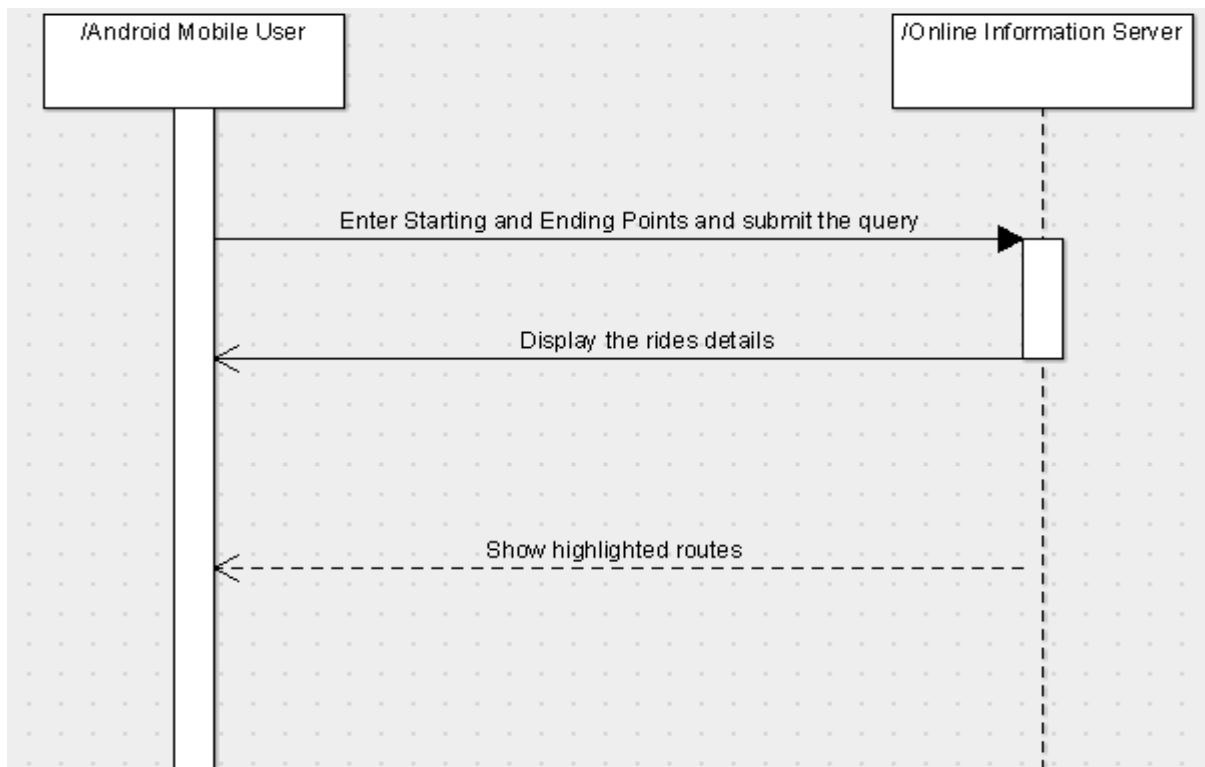 /Android Mobile User
/Online Information Server
Enter Starting and Ending Points and submit the query
Display the rides details
Show highlighted routes